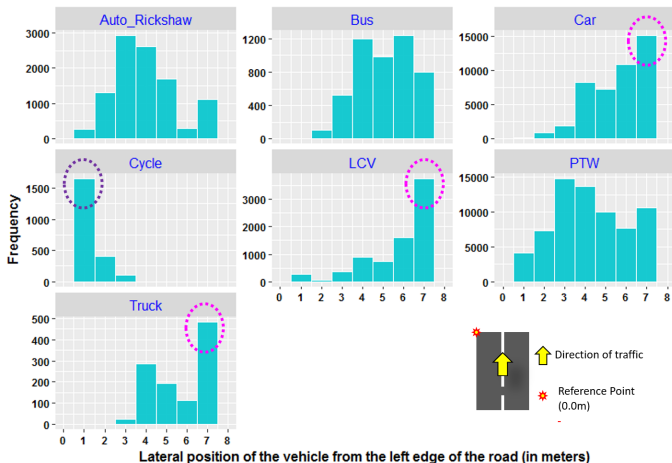 Auto_Rickshaw
Bus
Car
3000
2000
1000
0
1200
800
400
0
15000
10000
5000
0
Cycle
LCV
PTW
Frequency
1500
1000
500
0
3000
2000
1000
0
15000
10000
5000
0
0 1 2 3 4 5 6 7 8
0 1 2 3 4 5 6 7 8
Truck
500
400
300
200
100
0
0 1 2 3 4 5 6 7 8
Direction of traffic
Reference Point
(0.0m)
-
Lateral position of the vehicle from the left edge of the road (in meters)